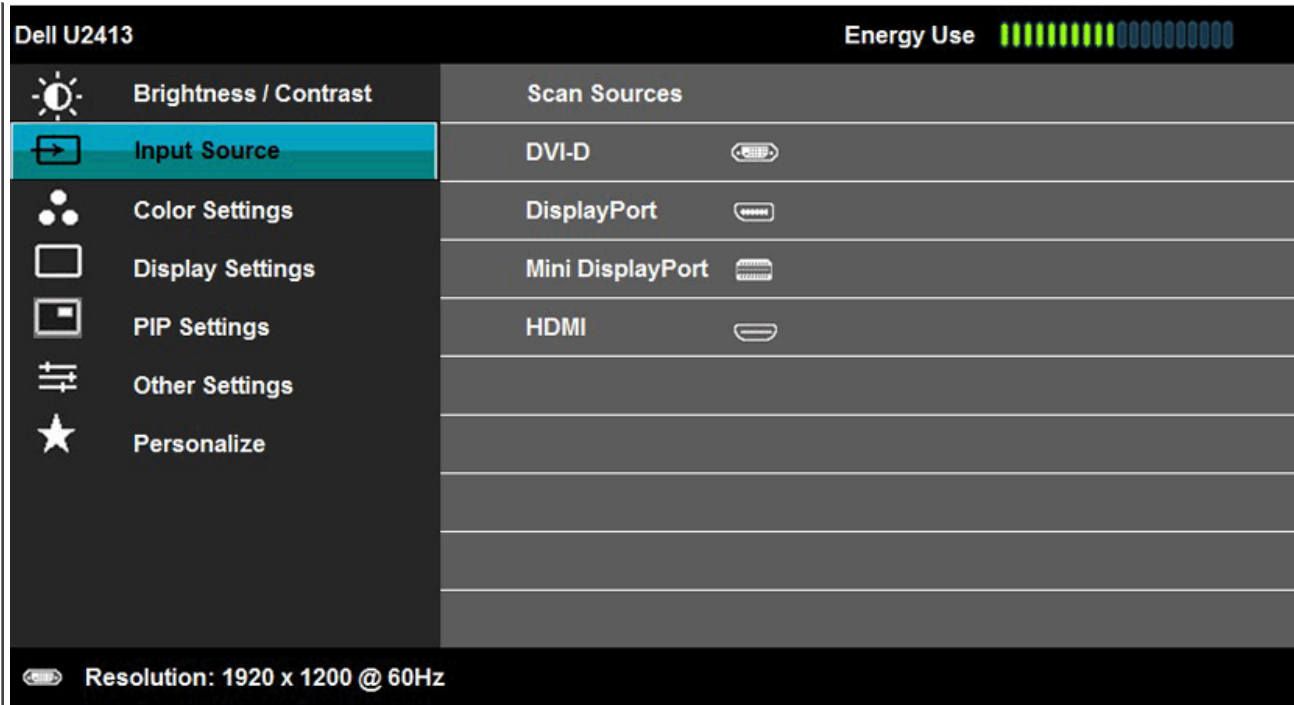 Dell U2413 Energy Use
Brightness / Contrast Scan Sources
Input Source DVI-D
Color Settings DisplayPort
Display Settings Mini DisplayPort
PIP Settings HDMI
Other Settings
Personalize
Resolution: 1920 x 1200 @ 60Hz